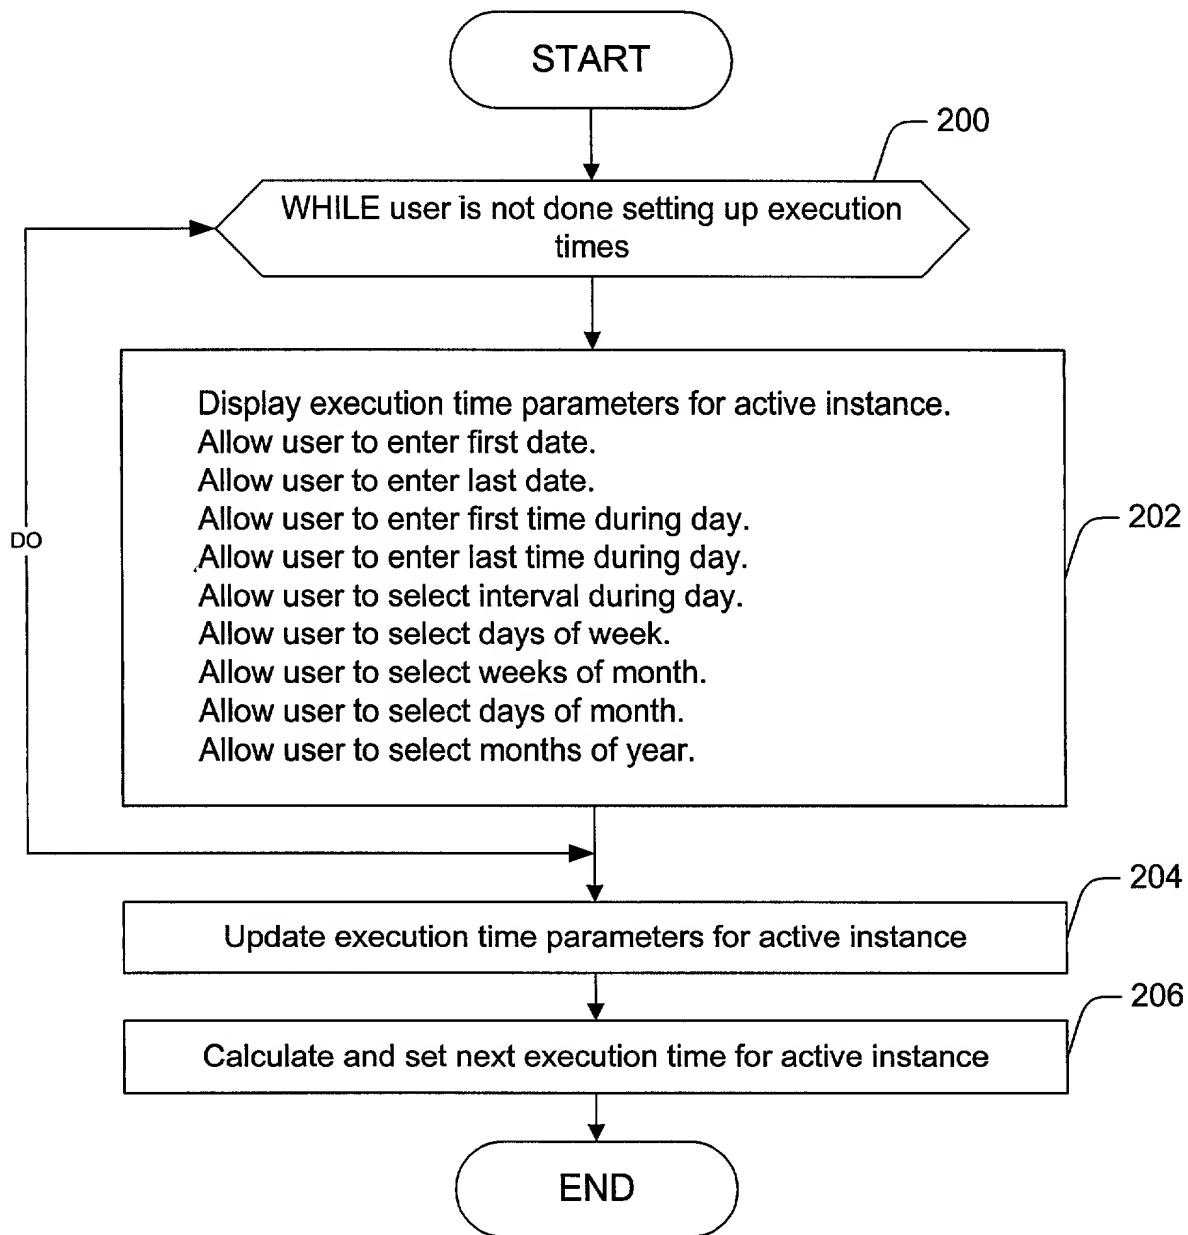 START
200
WHILE user is not done setting up execution
times
Display execution time parameters for active instance.
Allow user to enter first date.
Allow user to enter last date.
Allow user to enter first time during day.
Allow user to enter last time during day.
Allow user to select interval during day.
Allow user to select days of week.
Allow user to select weeks of month.
Allow user to select days of month.
Allow user to select months of year.
202
DO
204
Update execution time parameters for active instance
206
Calculate and set next execution time for active instance
END